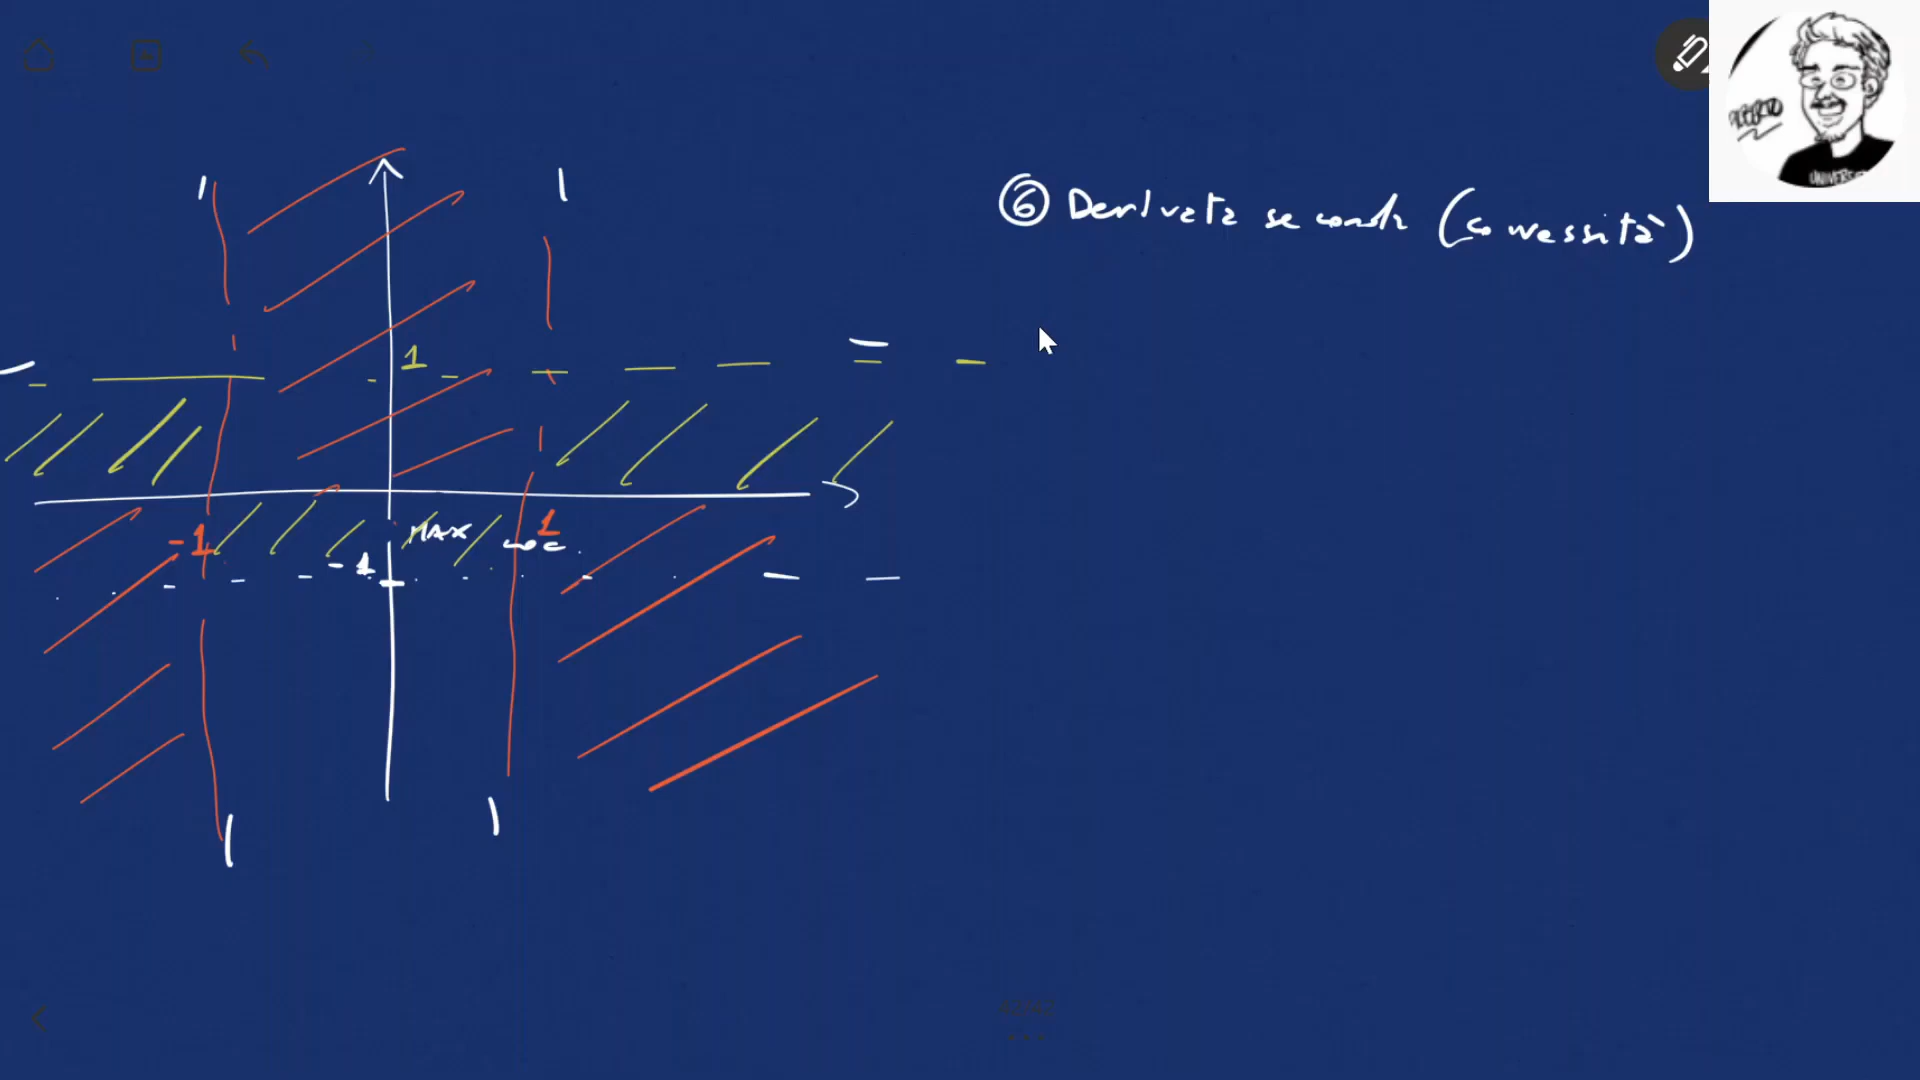 ⑥ Derivata seconda (convessità)
1
-1
MAX LOC.
1
-1